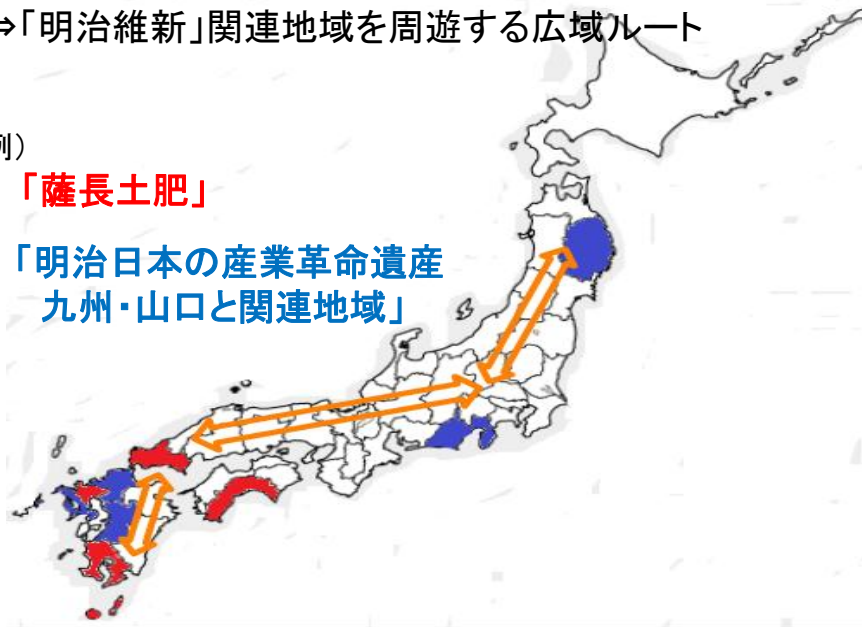 ⇒「明治維新」関連地域を周遊する広域ルート
例)
「薩長土肥」
「明治日本の産業革命遺産
九州・山口と関連地域」